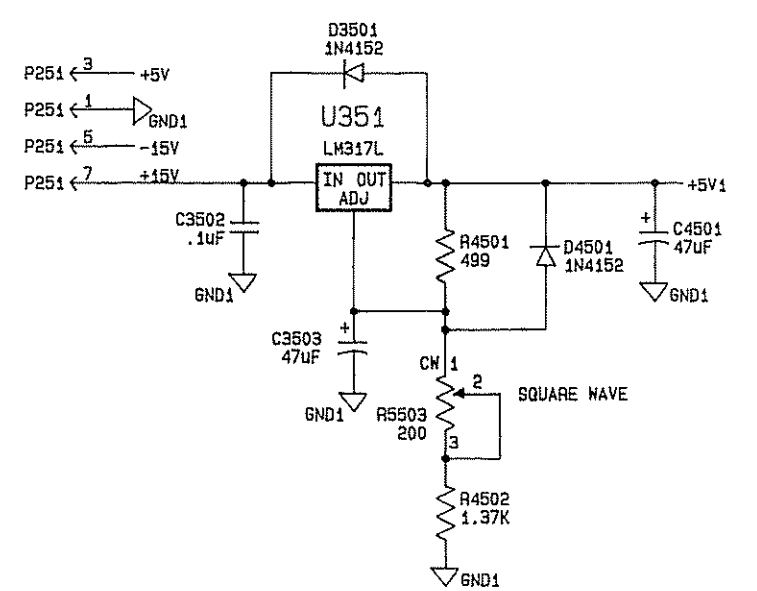 D3501
1N4152
P251 3 +5V
P251 1 GND1
P251 5 -15V
P251 7 +15V
U351
LM317L
IN OUT
ADJ
+5V1
C3502
.1uF
GND1
R4501
499
D4501
1N4152
+
C4501
47uF
GND1
C3503
47uF
+
GND1
CW 1
2
SQUARE WAVE
R5503
200
3
R4502
1.37K
GND1